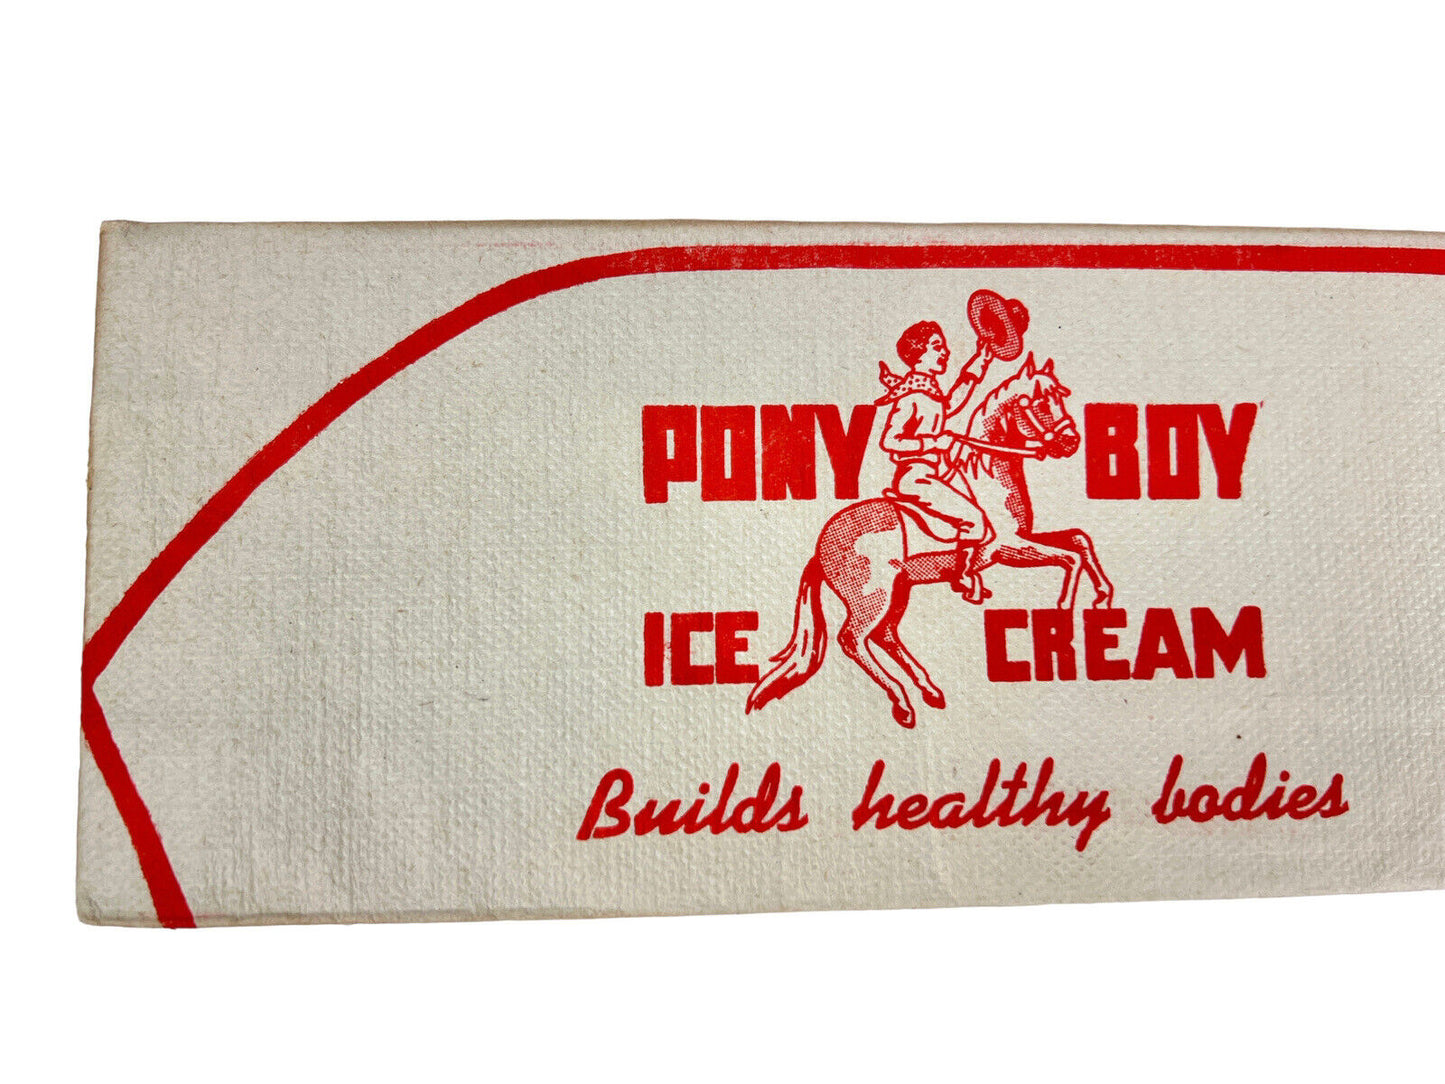 PONY BOY
ICE CREAM
Builds healthy bodies